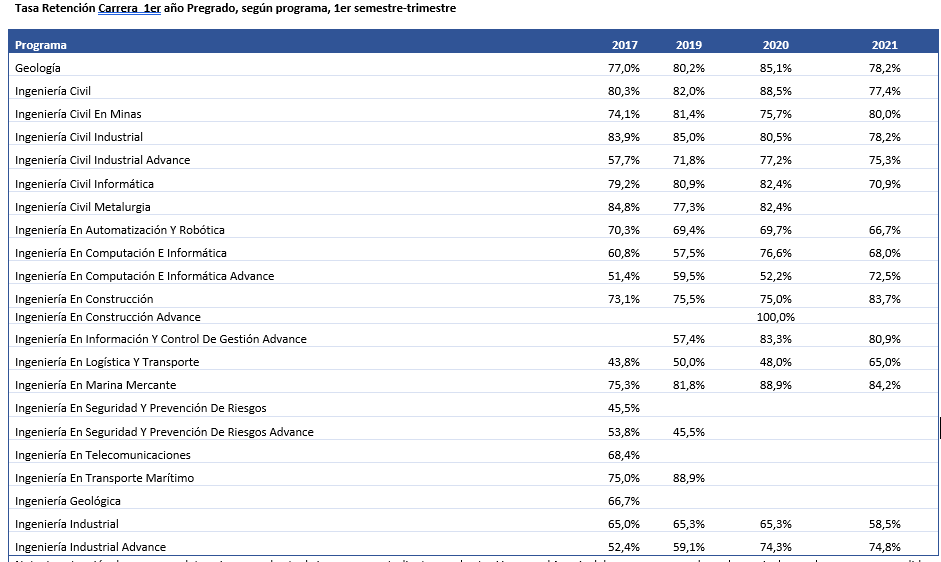 Tasa Retención Carrera 1er año Pregrado, según programa, 1er semestre-trimestre
Programa 2017 2019 2020 2021
Geología 77,0% 80,2% 85,1% 78,2%
Ingeniería Civil 80,3% 82,0% 88,5% 77,4%
Ingeniería Civil En Minas 74,1% 81,4% 75,7% 80,0%
Ingeniería Civil Industrial 83,9% 85,0% 80,5% 78,2%
Ingeniería Civil Industrial Advance 57,7% 71,8% 77,2% 75,3%
Ingeniería Civil Informática 79,2% 80,9% 82,4% 70,9%
Ingeniería Civil Metalurgia 84,8% 77,3% 82,4%
Ingeniería En Automatización Y Robótica 70,3% 69,4% 69,7% 66,7%
Ingeniería En Computación E Informática 60,8% 57,5% 76,6% 68,0%
Ingeniería En Computación E Informática Advance 51,4% 59,5% 52,2% 72,5%
Ingeniería En Construcción 73,1% 75,5% 75,0% 83,7%
Ingeniería En Construcción Advance 100,0%
Ingeniería En Información Y Control De Gestión Advance 57,4% 83,3% 80,9%
Ingeniería En Logística Y Transporte 43,8% 50,0% 48,0% 65,0%
Ingeniería En Marina Mercante 75,3% 81,8% 88,9% 84,2%
Ingeniería En Seguridad Y Prevención De Riesgos 45,5%
Ingeniería En Seguridad Y Prevención De Riesgos Advance 53,8% 45,5%
Ingeniería En Telecomunicaciones 68,4%
Ingeniería En Transporte Marítimo 75,0% 88,9%
Ingeniería Geológica 66,7%
Ingeniería Industrial 65,0% 65,3% 65,3% 58,5%
Ingeniería Industrial Advance 52,4% 59,1% 74,3% 74,8%